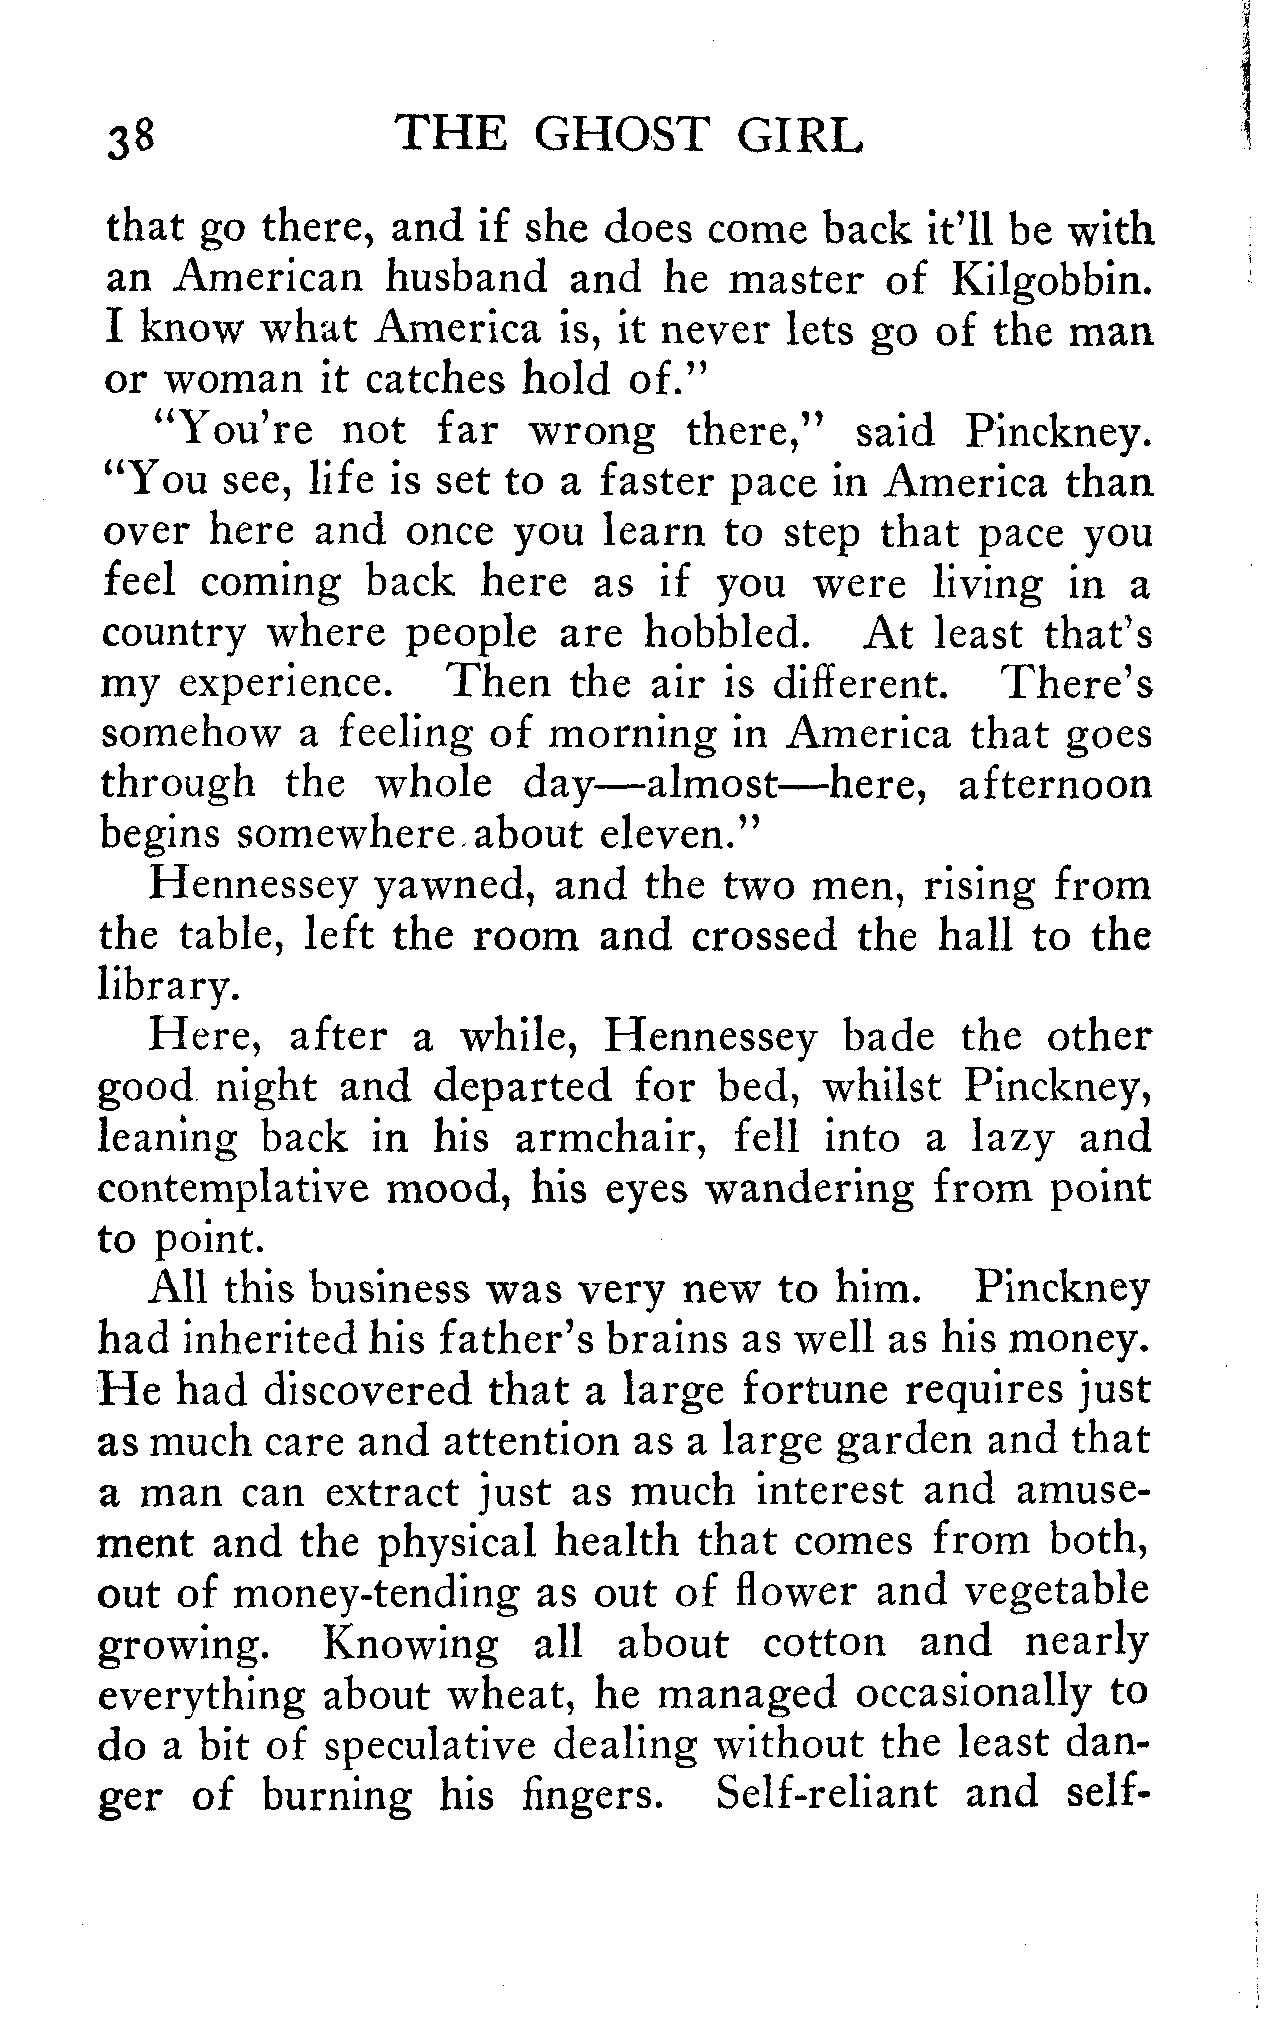 38 THE GHOST GIRL
that go there, and if she does come back it'll be with
an American husband and he master of Kilgobbin.
I know what America is, it never lets go of the man
or woman it catches hold of."
"You're not far wrong there," said Pinckney.
"You see, life is set to a faster pace in America than
over here and once you learn to step that pace you
feel coming back here as if you were living in a
country where people are hobbled. At least that's
my experience. Then the air is different. There's
somehow a feeling of morning in America that goes
through the whole day—almost—here, afternoon
begins somewhere about eleven."
Hennessey yawned, and the two men, rising from
the table, left the room and crossed the hall to the
library.
Here, after a while, Hennessey bade the other
good night and departed for bed, whilst Pinckney,
leaning back in his armchair, fell into a lazy and
contemplative mood, his eyes wandering from point
to point.
All this business was very new to him. Pinckney
had inherited his father's brains as well as his money.
He had discovered that a large fortune requires just
as much care and attention as a large garden and that
a man can extract just as much interest and amuse-
ment and the physical health that comes from both,
out of money-tending as out of flower and vegetable
growing. Knowing all about cotton and nearly
everything about wheat, he managed occasionally to
do a bit of speculative dealing without the least dan-
ger of burning his fingers. Self-reliant and self-